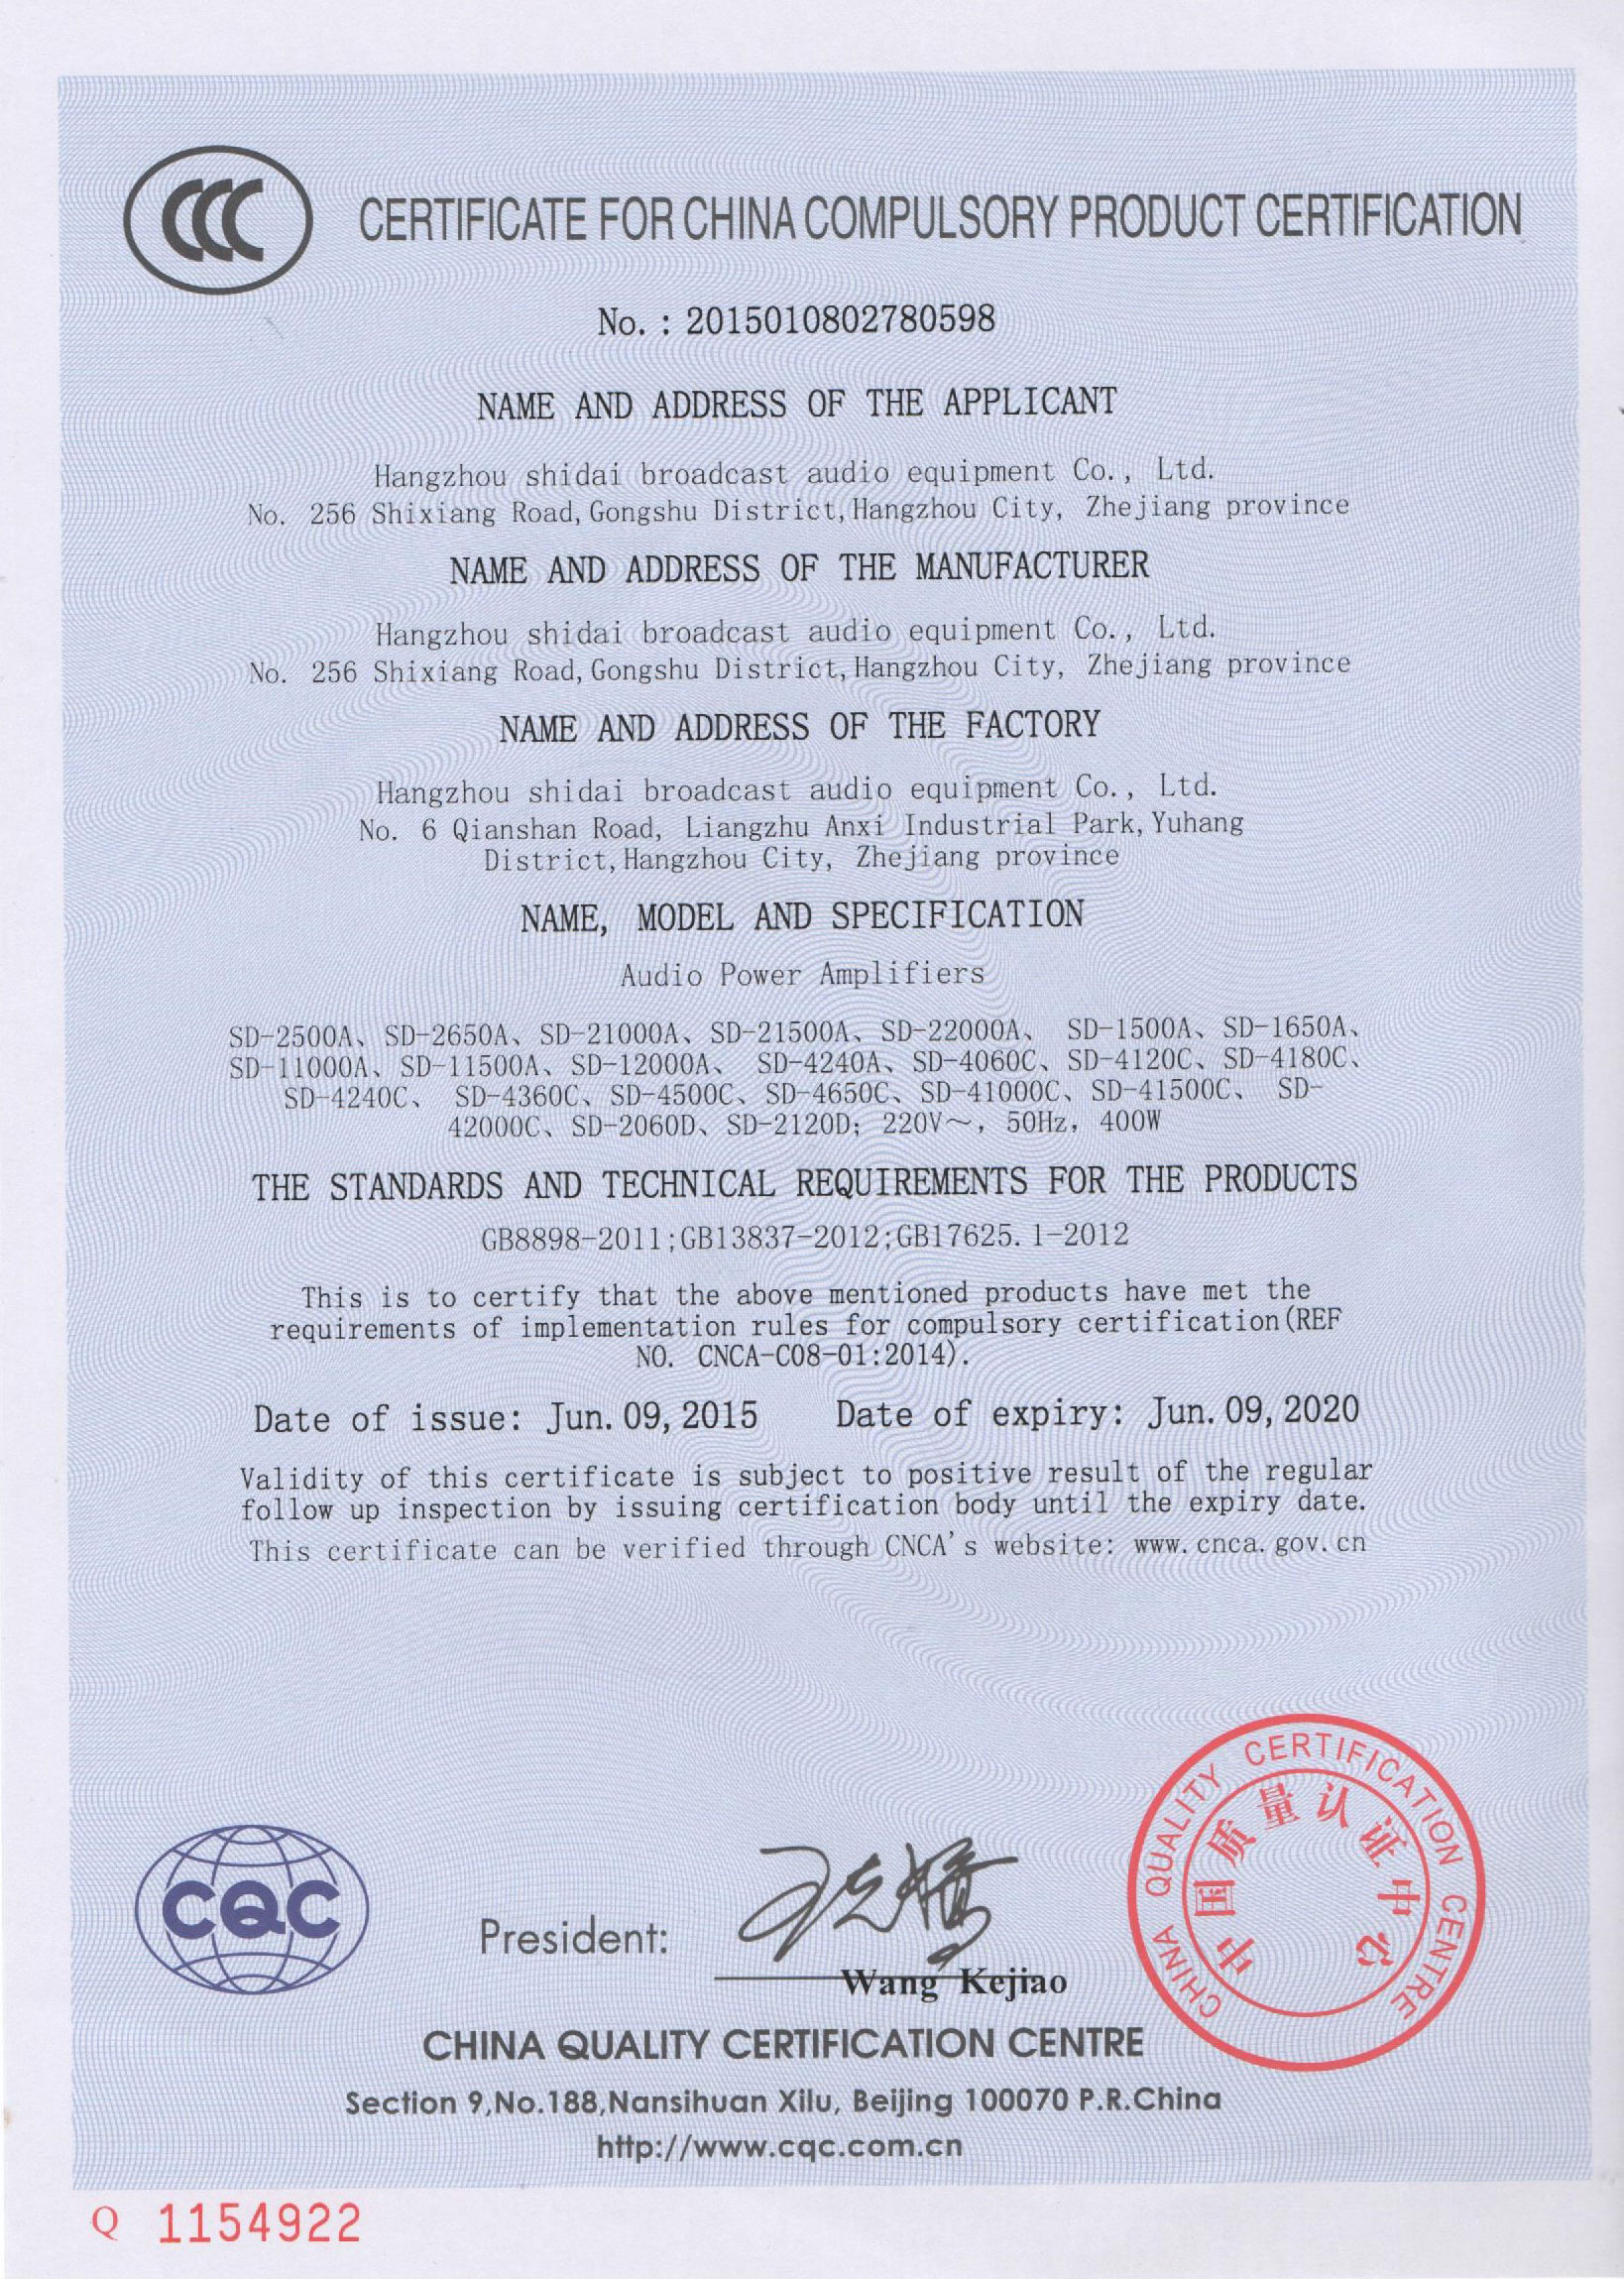 CCC
CERTIFICATE FOR CHINA COMPULSORY PRODUCT CERTIFICATION
No. : 2015010802780598
NAME AND ADDRESS OF THE APPLICANT
Hangzhou shidai broadcast audio equipment Co., Ltd.
No. 256 Shixiang Road, Gongshu District, Hangzhou City, Zhejiang province
NAME AND ADDRESS OF THE MANUFACTURER
Hangzhou shidai broadcast audio equipment Co., Ltd.
No. 256 Shixiang Road, Gongshu District, Hangzhou City, Zhejiang province
NAME AND ADDRESS OF THE FACTORY
Hangzhou shidai broadcast audio equipment Co., Ltd.
No. 6 Qianshan Road, Liangzhu Anxi Industrial Park, Yuhang
District, Hangzhou City, Zhejiang province
NAME, MODEL AND SPECIFICATION
Audio Power Amplifiers
SD-2500A、SD-2650A、SD-21000A、SD-21500A、SD-22000A、 SD-1500A、SD-1650A、
SD-11000A、SD-11500A、SD-12000A、 SD-4240A、SD-4060C、SD-4120C、SD-4180C、
SD-4240C、 SD-4360C、SD-4500C、SD-4650C、SD-41000C、SD-41500C、 SD-
42000C、SD-2060D、SD-2120D; 220V～, 50Hz, 400W
THE STANDARDS AND TECHNICAL REQUIREMENTS FOR THE PRODUCTS
GB8898-2011;GB13837-2012;GB17625.1-2012
This is to certify that the above mentioned products have met the
requirements of implementation rules for compulsory certification(REF
NO. CNCA-C08-01:2014).
Date of issue: Jun. 09, 2015 Date of expiry: Jun. 09, 2020
Validity of this certificate is subject to positive result of the regular
follow up inspection by issuing certification body until the expiry date.
This certificate can be verified through CNCA's website: www.cnca.gov.cn
CHINA QUALITY CERTIFICATION CENTRE
中国质量认证中心
CQC
President:
王克娇
Wang Kejiao
CHINA QUALITY CERTIFICATION CENTRE
Section 9,No.188,Nansihuan Xilu, Beijing 100070 P.R.China
http://www.cqc.com.cn
Q 1154922